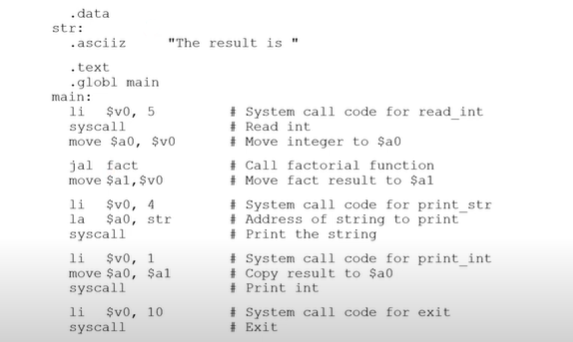 .data
str:
.asciiz "The result is "
.text
.globl main
main:
li $v0, 5 # System call code for read_int
syscall # Read int
move $a0, $v0 # Move integer to $a0
jal fact # Call factorial function
move $a1,$v0 # Move fact result to $a1
li $v0, 4 # System call code for print_str
la $a0, str # Address of string to print
syscall # Print the string
li $v0, 1 # System call code for print_int
move $a0, $a1 # Copy result to $a0
syscall # Print int
li $v0, 10 # System call code for exit
syscall # Exit